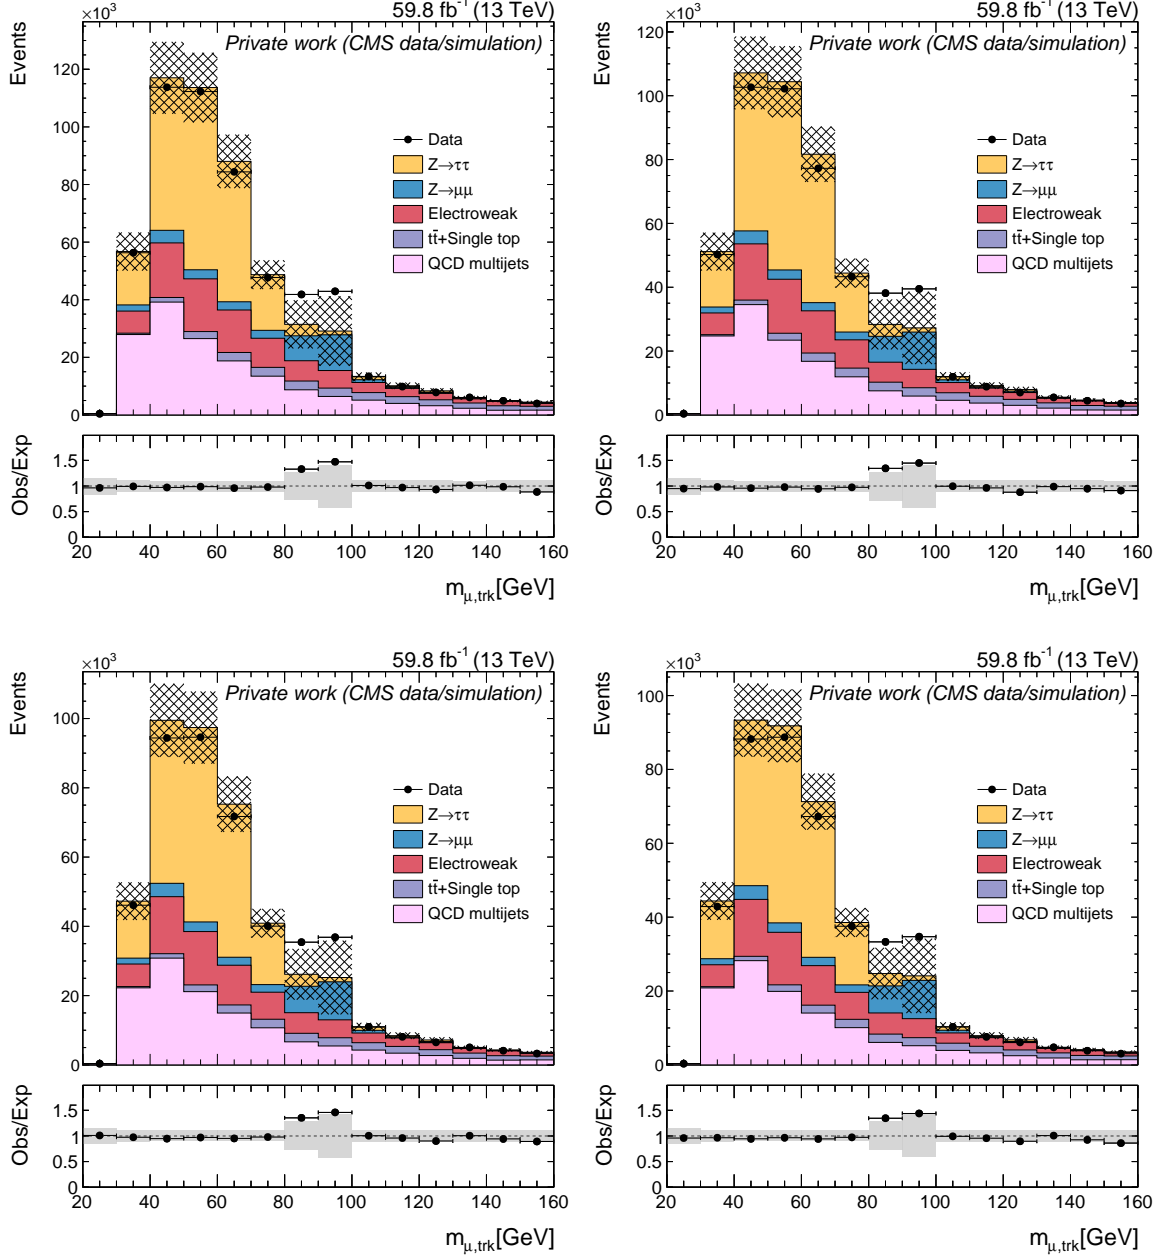 ×10³ 59.8 fb⁻¹ (13 TeV)
Private work (CMS data/simulation)
Events
120
100
80
60
40
20
0
Data
Z→ττ
Z→μμ
Electroweak
tt̄+Single top
QCD multijets
Obs/Exp
1.5
1
0.5
0
20 40 60 80 100 120 140 160
m_μ,trk[GeV]
×10³ 59.8 fb⁻¹ (13 TeV)
Private work (CMS data/simulation)
Events
120
100
80
60
40
20
0
Data
Z→ττ
Z→μμ
Electroweak
tt̄+Single top
QCD multijets
Obs/Exp
1.5
1
0.5
0
20 40 60 80 100 120 140 160
m_μ,trk[GeV]
×10³ 59.8 fb⁻¹ (13 TeV)
Private work (CMS data/simulation)
Events
100
80
60
40
20
0
Data
Z→ττ
Z→μμ
Electroweak
tt̄+Single top
QCD multijets
Obs/Exp
1.5
1
0.5
0
20 40 60 80 100 120 140 160
m_μ,trk[GeV]
×10³ 59.8 fb⁻¹ (13 TeV)
Private work (CMS data/simulation)
Events
100
80
60
40
20
0
Data
Z→ττ
Z→μμ
Electroweak
tt̄+Single top
QCD multijets
Obs/Exp
1.5
1
0.5
0
20 40 60 80 100 120 140 160
m_μ,trk[GeV]